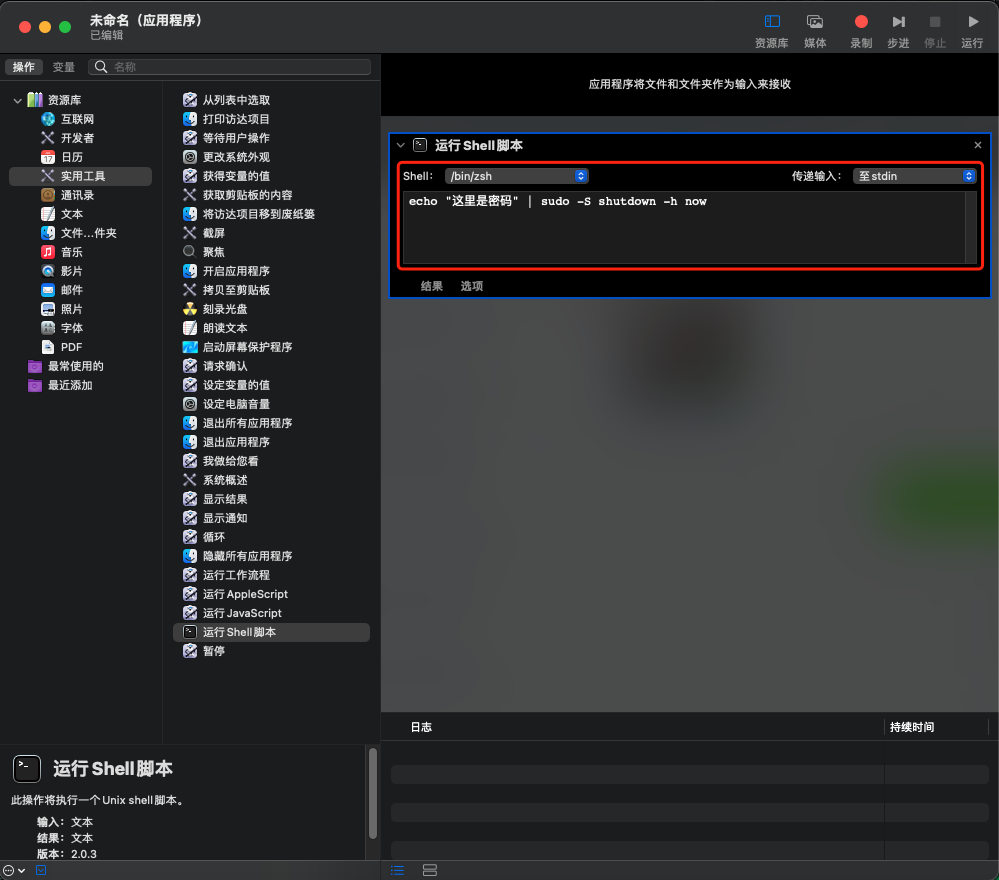 未命名（应用程序）
已编辑
资源库
媒体
录制
步进
停止
运行
操作
变量
名称
资源库
互联网
开发者
日历
实用工具
通讯录
文本
文件…件夹
音乐
影片
邮件
照片
字体
PDF
最常使用的
最近添加
从列表中选取
打印访达项目
等待用户操作
更改系统外观
获得变量的值
获取剪贴板的内容
将访达项目移到废纸篓
截屏
聚焦
开启应用程序
拷贝至剪贴板
刻录光盘
朗读文本
启动屏幕保护程序
请求确认
设定变量的值
设定电脑音量
退出所有应用程序
退出应用程序
我做给您看
系统概述
显示结果
显示通知
循环
隐藏所有应用程序
运行工作流程
运行 AppleScript
运行 JavaScript
运行 Shell 脚本
暂停
运行 Shell 脚本
此操作将执行一个 Unix shell 脚本。
输入：文本
结果：文本
版本：2.0.3
应用程序将文件和文件夹作为输入来接收
运行 Shell 脚本
Shell： /bin/zsh 传递输入： 至 stdin
echo "这里是密码" | sudo -S shutdown -h now
结果 选项
日志 持续时间
17